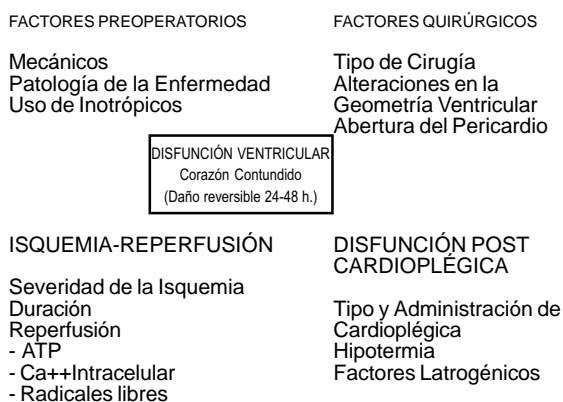 FACTORES PREOPERATORIOS
Mecánicos
Patología de la Enfermedad
Uso de Inotrópicos
FACTORES QUIRÚRGICOS
Tipo de Cirugía
Alteraciones en la
Geometría Ventricular
Abertura del Pericardio
DISFUNCIÓN VENTRICULAR
Corazón Contundido
(Daño reversible 24-48 h.)
ISQUEMIA-REPERFUSIÓN
Severidad de la Isquemia
Duración
Reperfusión
- ATP
- Ca++Intracelular
- Radicales libres
DISFUNCIÓN POST
CARDIOPLÉGICA
Tipo y Administración de
Cardioplégica
Hipotermia
Factores Latrogénicos